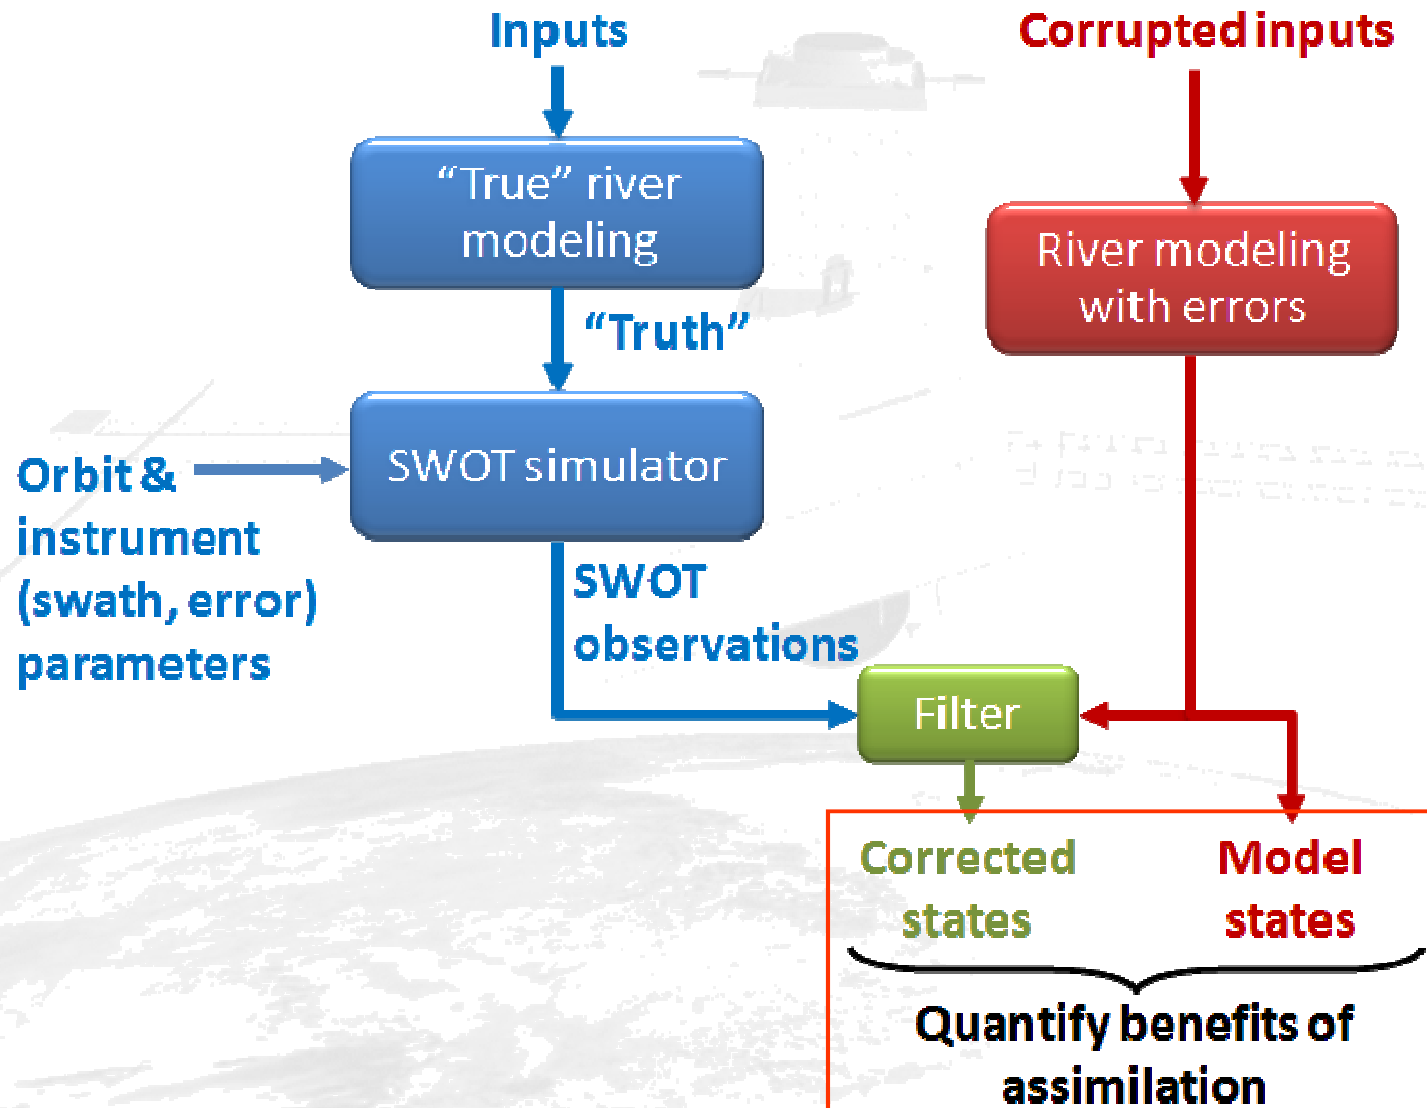 Inputs
Corrupted inputs
“True” river
modeling
River modeling
with errors
“Truth”
SWOT simulator
Orbit &
instrument
(swath, error)
parameters
SWOT
observations
Filter
Corrected
states
Model
states
Quantify benefits of
assimilation